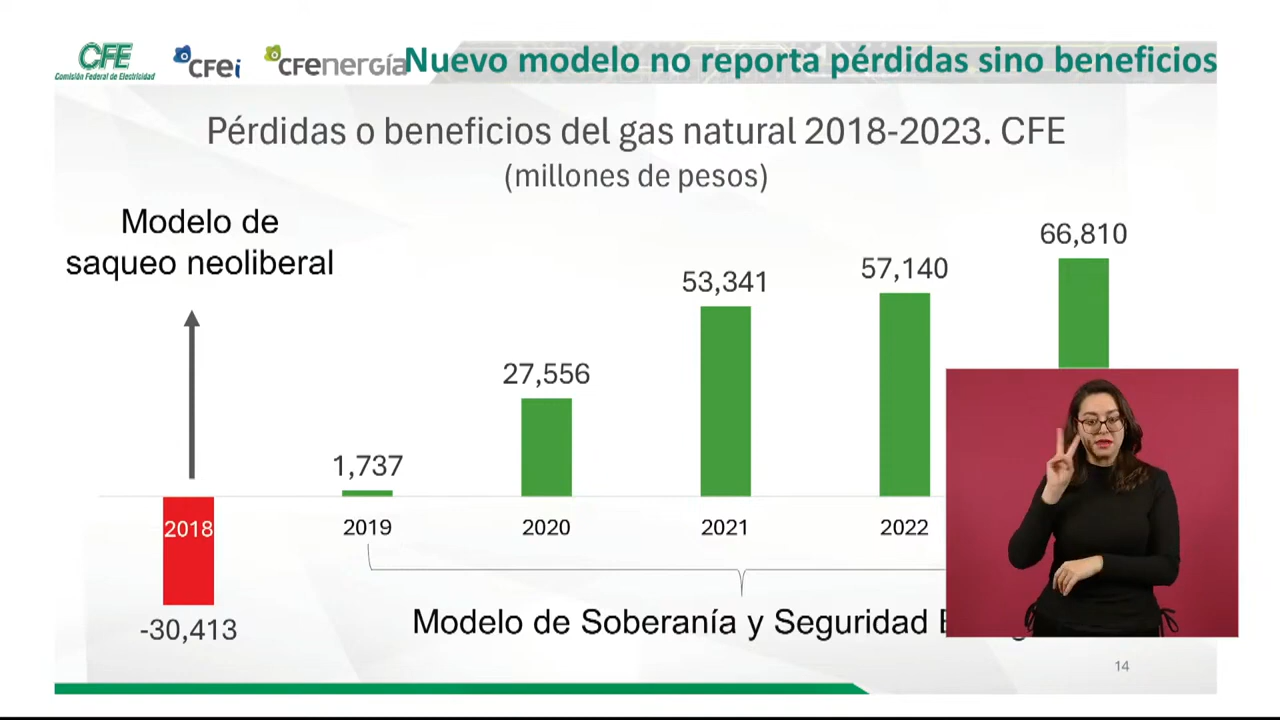 CFE
Comisión Federal de Electricidad
CFEi
CFEnergía
Nuevo modelo no reporta pérdidas sino beneficios
Pérdidas o beneficios del gas natural 2018-2023. CFE
(millones de pesos)
Modelo de
saqueo neoliberal
66,810
57,140
53,341
27,556
1,737
2018
2019
2020
2021
2022
-30,413
Modelo de Soberanía y Seguridad
14